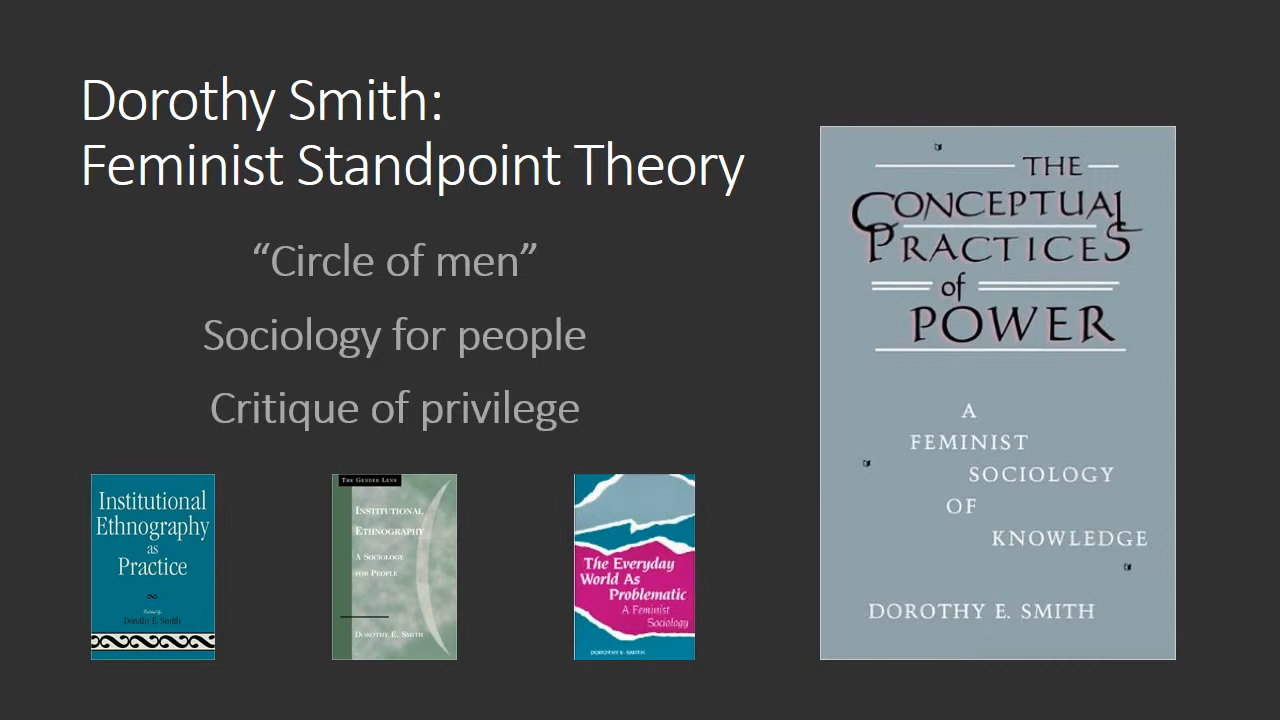 Dorothy Smith:
Feminist Standpoint Theory
“Circle of men”
Sociology for people
Critique of privilege
Institutional
Ethnography
as
Practice
Edited by
Dorothy E. Smith
THE GENDER LENS
INSTITUTIONAL
ETHNOGRAPHY
A SOCIOLOGY
FOR PEOPLE
DOROTHY E. SMITH
The Everyday
World As
Problematic
A Feminist
Sociology
DOROTHY E. SMITH
THE
CONCEPTUAL
PRACTICES
of
POWER
A
FEMINIST
SOCIOLOGY
OF
KNOWLEDGE
DOROTHY E. SMITH